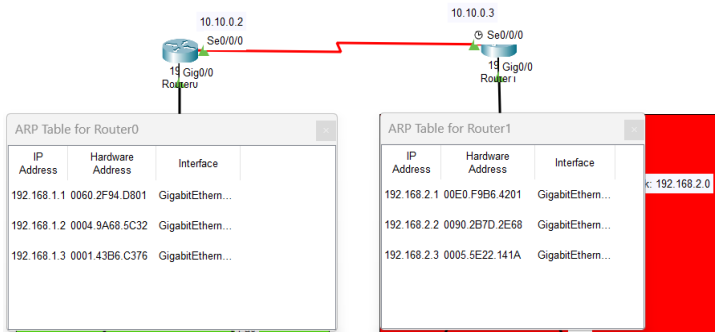 10.10.0.2
10.10.0.3
Se0/0/0
Se0/0/0
19 Gig0/0
19 Gig0/0
Router0
Router1
ARP Table for Router0
ARP Table for Router1
IP Address Hardware Address Interface
192.168.1.1 0060.2F94.D801 GigabitEthern...
192.168.1.2 0004.9A68.5C32 GigabitEthern...
192.168.1.3 0001.43B6.C376 GigabitEthern...
IP Address Hardware Address Interface
192.168.2.1 00E0.F9B6.4201 GigabitEthern...
192.168.2.2 0090.2B7D.2E68 GigabitEthern...
192.168.2.3 0005.5E22.141A GigabitEthern...
k: 192.168.2.0